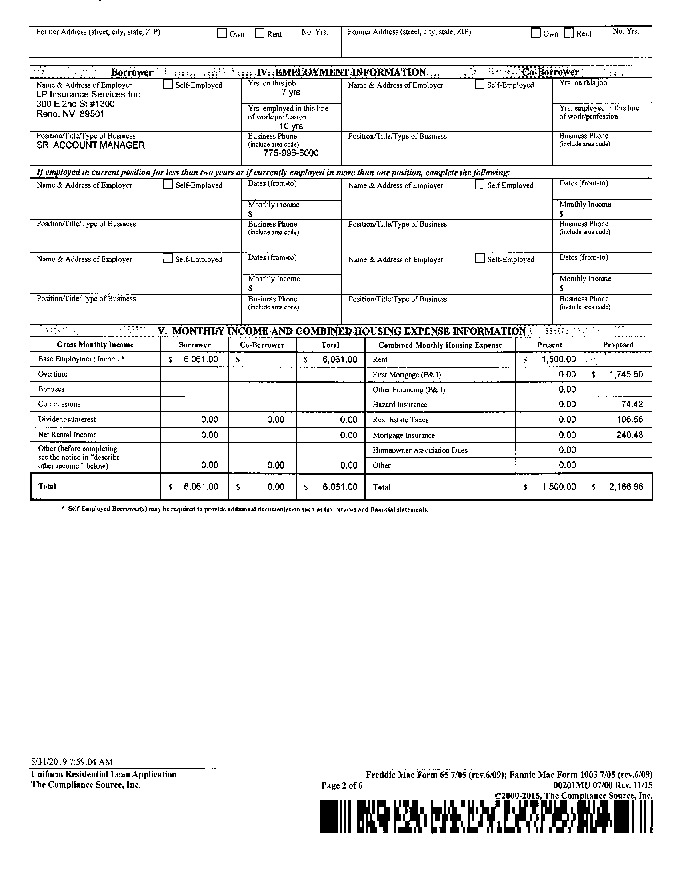 Former Address (street, city, state, ZIP) Own Rent No. Yrs. Former Address (street, city, state, ZIP) Own Rent No. Yrs.
Borrower IV. EMPLOYMENT INFORMATION Co-Borrower
Name & Address of Employer Self-Employed Yrs. on this job Name & Address of Employer Self-Employed Yrs. on this job
LP Insurance Services Inc 7 yrs
300 E 2nd St #1200
Reno, NV 89501
Yrs. employed in this line of work/profession Yrs. employed in this line of work/profession
10 yrs
Position/Title/Type of Business Business Phone (include area code) Position/Title/Type of Business Business Phone (include area code)
SR. ACCOUNT MANAGER
If employed in current position for less than two years or if currently employed in more than one position, complete the following:
Name & Address of Employer Self-Employed Dates (from-to) Name & Address of Employer Self-Employed Dates (from-to)
Monthly Income Monthly Income
$ $
Position/Title/Type of Business Business Phone Position/Title/Type of Business Business Phone
(include area code) (include area code)
Name & Address of Employer Self-Employed Dates (from-to) Name & Address of Employer Self-Employed Dates (from-to)
Monthly Income Monthly Income
$ $
Position/Title/Type of Business Business Phone Position/Title/Type of Business Business Phone
(include area code) (include area code)
V. MONTHLY INCOME AND COMBINED HOUSING EXPENSE INFORMATION
Gross Monthly Income Borrower Co-Borrower Total Combined Monthly Housing Expense Present Proposed
Base Employment Income* $ 6,061.00 $ $ 6,061.00 Rent $ 1,500.00
Overtime First Mortgage (P&I) 0.00 $ 1,745.50
Bonuses Other Financing (P&I) 0.00
Commissions Hazard Insurance 0.00 74.42
Dividends/Interest 0.00 0.00 0.00 Real Estate Taxes 0.00 106.56
Net Rental Income 0.00 0.00 Mortgage Insurance 0.00 240.48
Other (before completing Homeowner Association Dues 0.00
see the notice in "describe
other income," below) 0.00 0.00 0.00 Other 0.00
Total $ 6,061.00 $ 0.00 $ 6,061.00 Total $ 1,500.00 $ 2,166.96
* Self Employed Borrower(s) may be required to provide additional documentation such as tax returns and financial statements.
7:59:04 AM
Uniform Residential Loan Application Freddie Mac Form 65 7/05 (rev.6/09); Fannie Mae Form 1003 7/05 (rev.6/09)
The Compliance Source, Inc. Page 2 of 6 00201MU 07/00 Rev. 11/15
©2000-2015, The Compliance Source, Inc.